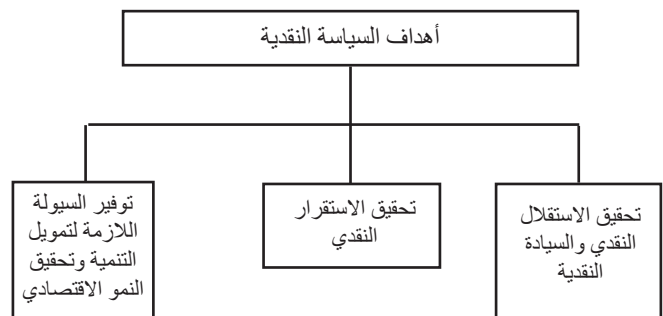 أهداف السياسة النقدية
تحقيق الاستقلال
النقدي والسيادة
النقدية
تحقيق الاستقرار
النقدي
توفير السيولة
اللازمة لتمويل
التنمية وتحقيق
النمو الاقتصادي